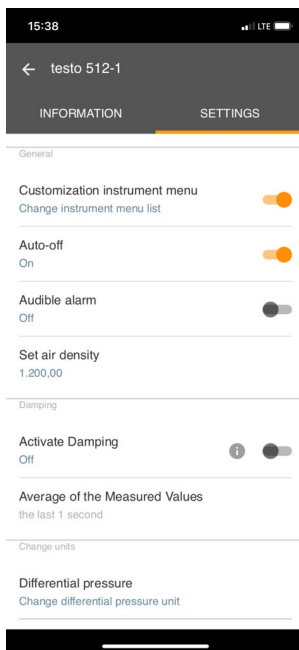 15:38
LTE
testo 512-1
INFORMATION SETTINGS
General
Customization instrument menu
Change instrument menu list
Auto-off
On
Audible alarm
Off
Set air density
1.200,00
Damping
Activate Damping
Off
Average of the Measured Values
the last 1 second
Change units
Differential pressure
Change differential pressure unit